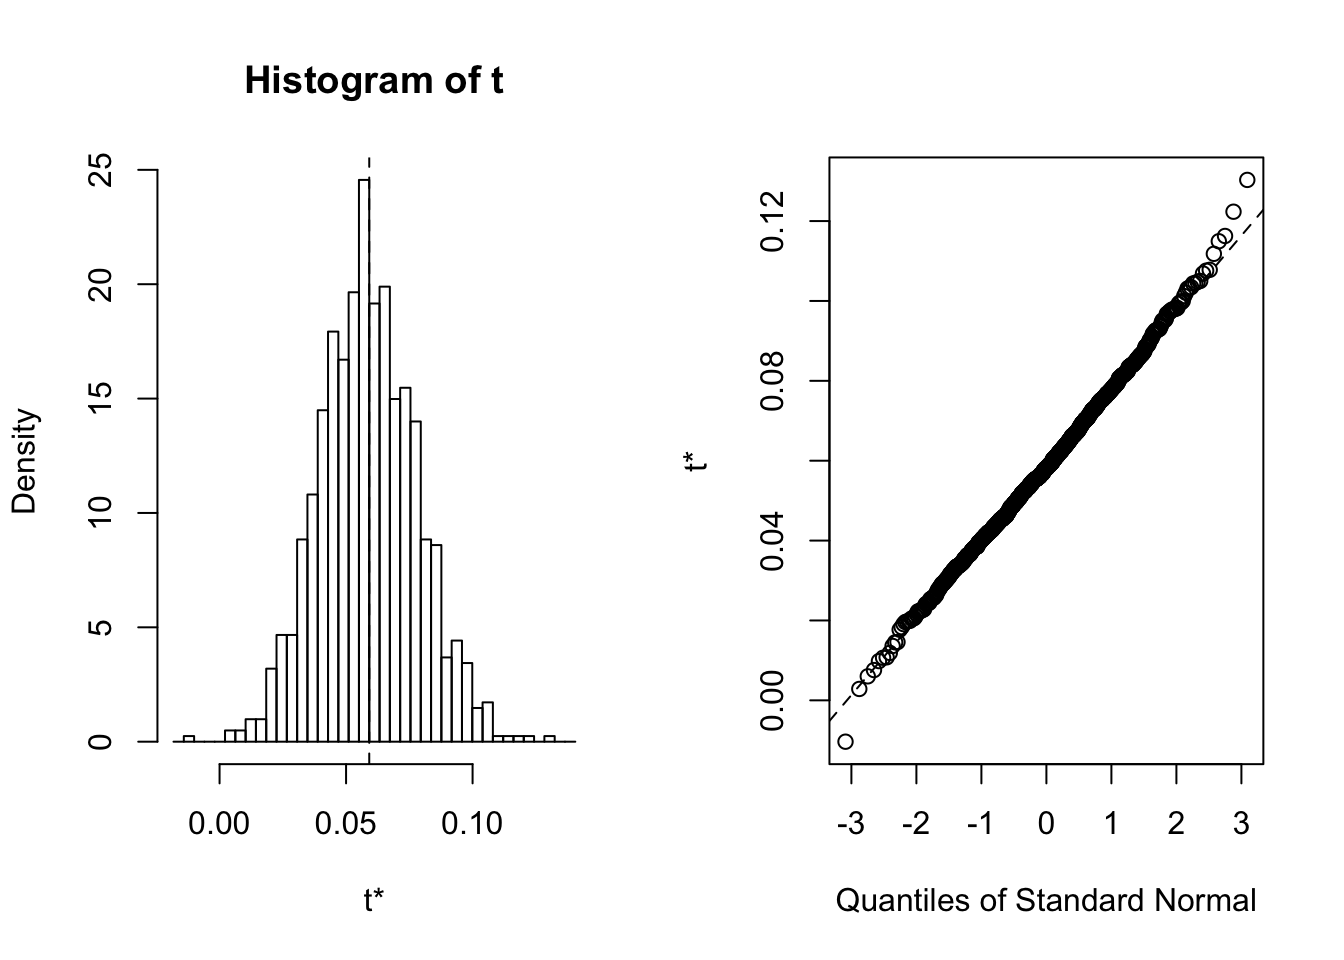 Histogram of t
Density
0
5
10
15
20
25
0.00 0.05 0.10
t*
t*
0.00
0.04
0.08
0.12
-3 -2 -1 0 1 2 3
Quantiles of Standard Normal